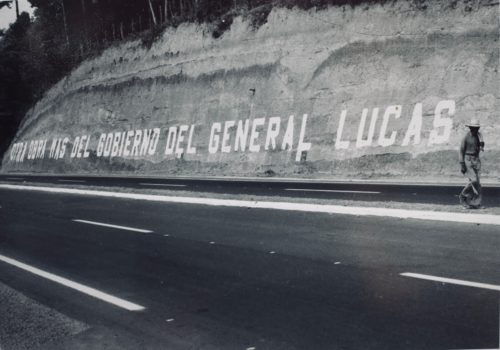 OTRA OBRA MAS DEL GOBIERNO DEL GENERAL LUCAS